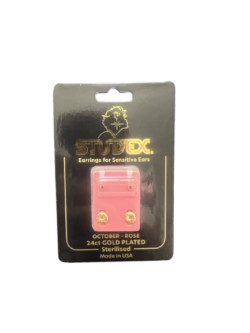 STUDEX
Earrings for Sensitive Ears
OCTOBER - ROSE
24ct GOLD PLATED
Sterilised
Made in USA